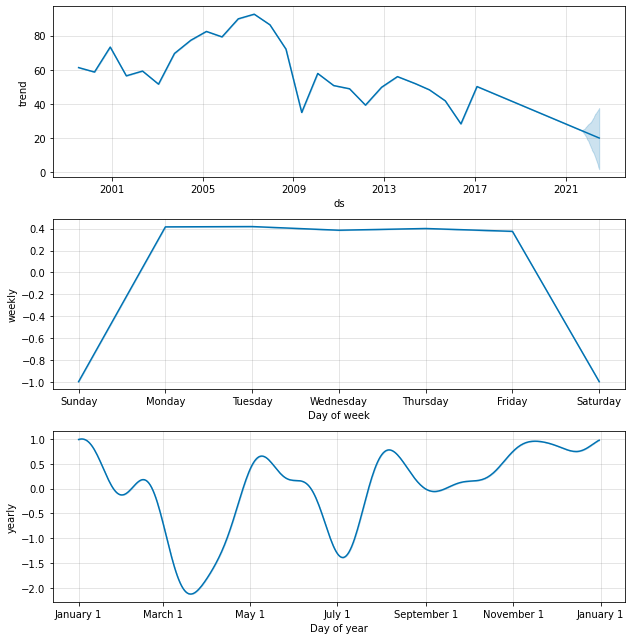 80
60
40
20
0
trend
2001 2005 2009 2013 2017 2021
ds
0.4
0.2
0.0
−0.2
−0.4
−0.6
−0.8
−1.0
weekly
Sunday Monday Tuesday Wednesday Thursday Friday Saturday
Day of week
1.0
0.5
0.0
−0.5
−1.0
−1.5
−2.0
yearly
January 1 March 1 May 1 July 1 September 1 November 1 January 1
Day of year